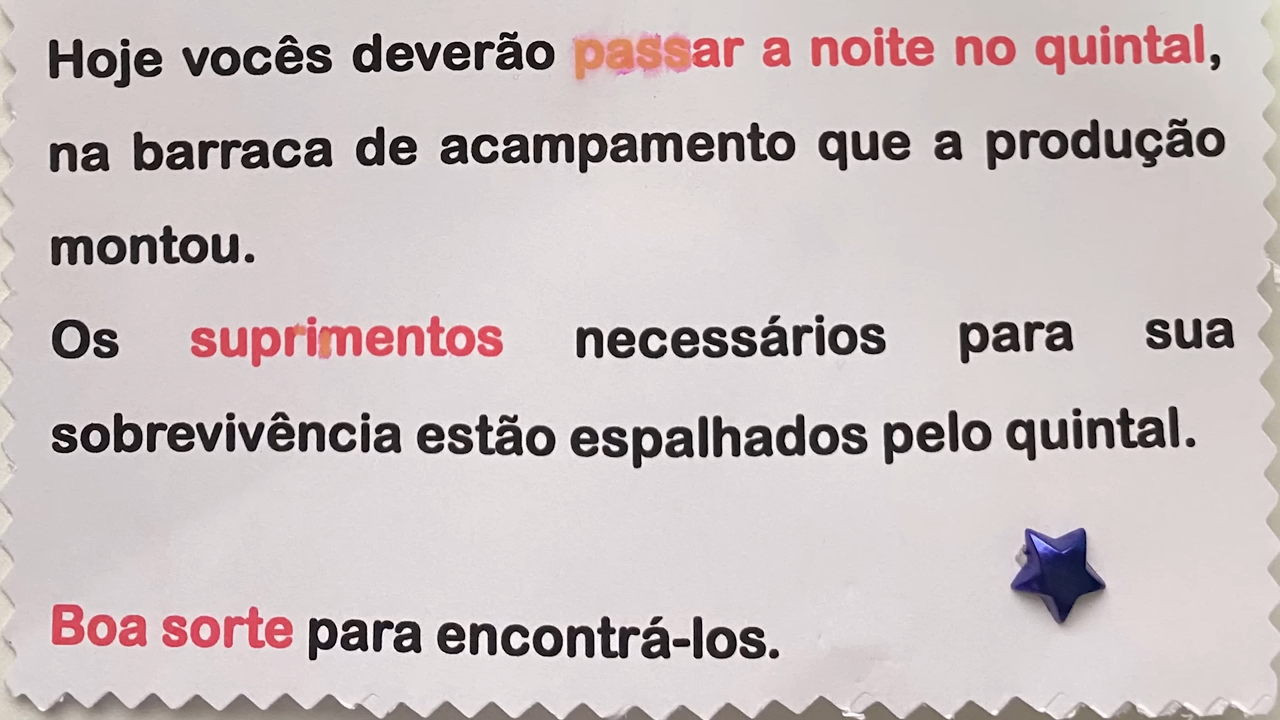 Hoje vocês deverão passar a noite no quintal,
na barraca de acampamento que a produção
montou.
Os suprimentos necessários para sua
sobrevivência estão espalhados pelo quintal.
Boa sorte para encontrá-los.